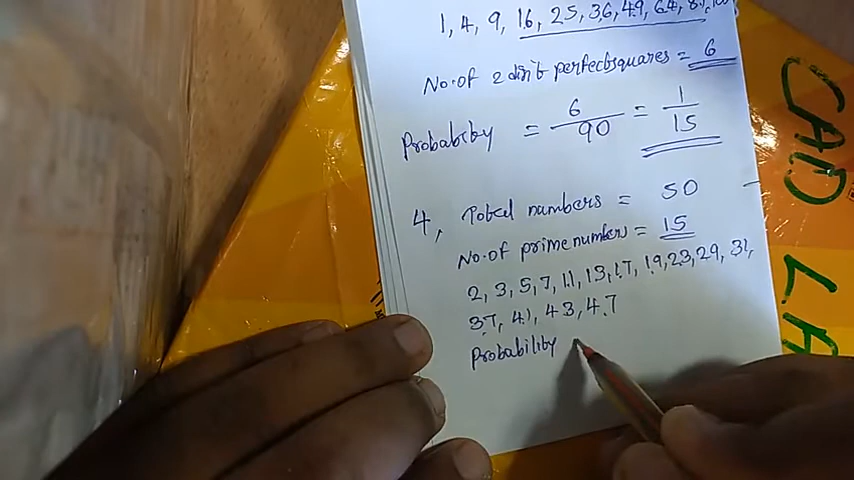 1, 4, 9, 16, 25, 36, 49, 64, 81, 100
No. of 2 digit perfect squares = 6
Probability = 6/90 = 1/15
4, Total numbers = 50
No. of prime numbers = 15
2, 3, 5, 7, 11, 13, 17, 19, 23, 29, 31,
37, 41, 43, 47
Probability
CAD